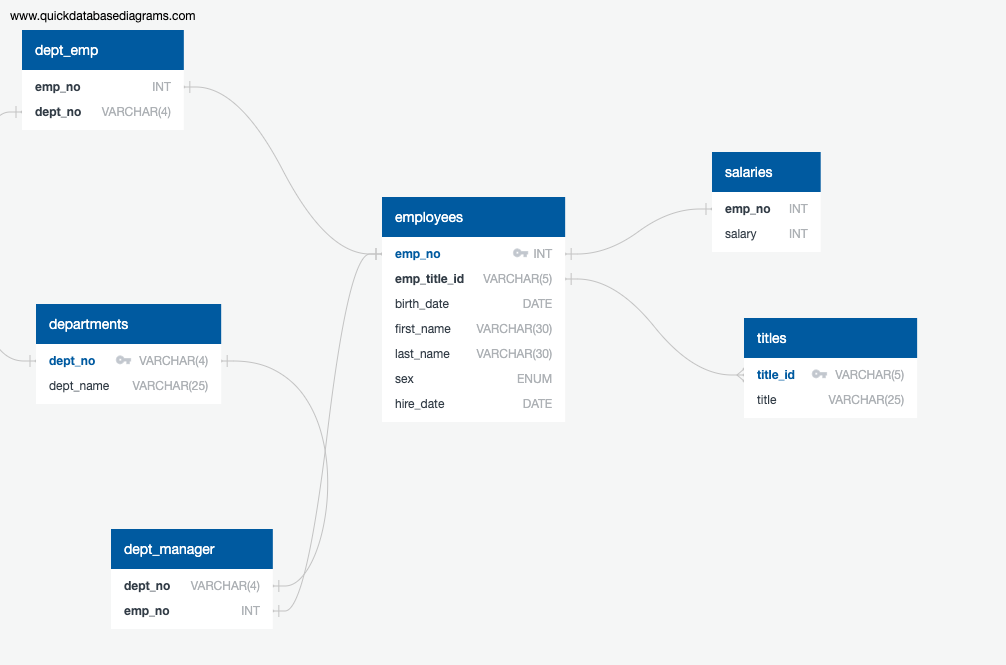 www.quickdatabasediagrams.com
dept_emp
emp_no INT
dept_no VARCHAR(4)
salaries
emp_no INT
salary INT
employees
emp_no INT
emp_title_id VARCHAR(5)
birth_date DATE
first_name VARCHAR(30)
last_name VARCHAR(30)
sex ENUM
hire_date DATE
departments
dept_no VARCHAR(4)
dept_name VARCHAR(25)
titles
title_id VARCHAR(5)
title VARCHAR(25)
dept_manager
dept_no VARCHAR(4)
emp_no INT